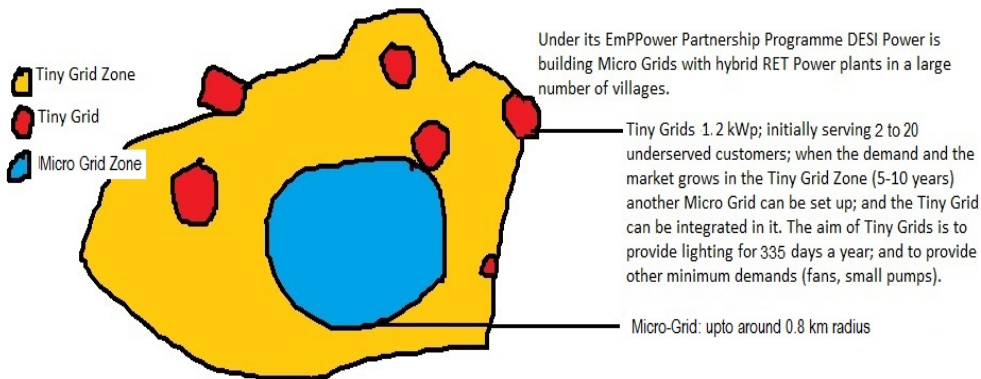 Tiny Grid Zone
Tiny Grid
Micro Grid Zone
Under its EmPPower Partnership Programme DESI Power is
building Micro Grids with hybrid RET Power plants in a large
number of villages.
Tiny Grids 1.2 kWp; initially serving 2 to 20
underserved customers; when the demand and the
market grows in the Tiny Grid Zone (5-10 years)
another Micro Grid can be set up; and the Tiny Grid
can be integrated in it. The aim of Tiny Grids is to
provide lighting for 335 days a year; and to provide
other minimum demands (fans, small pumps).
Micro-Grid: upto around 0.8 km radius